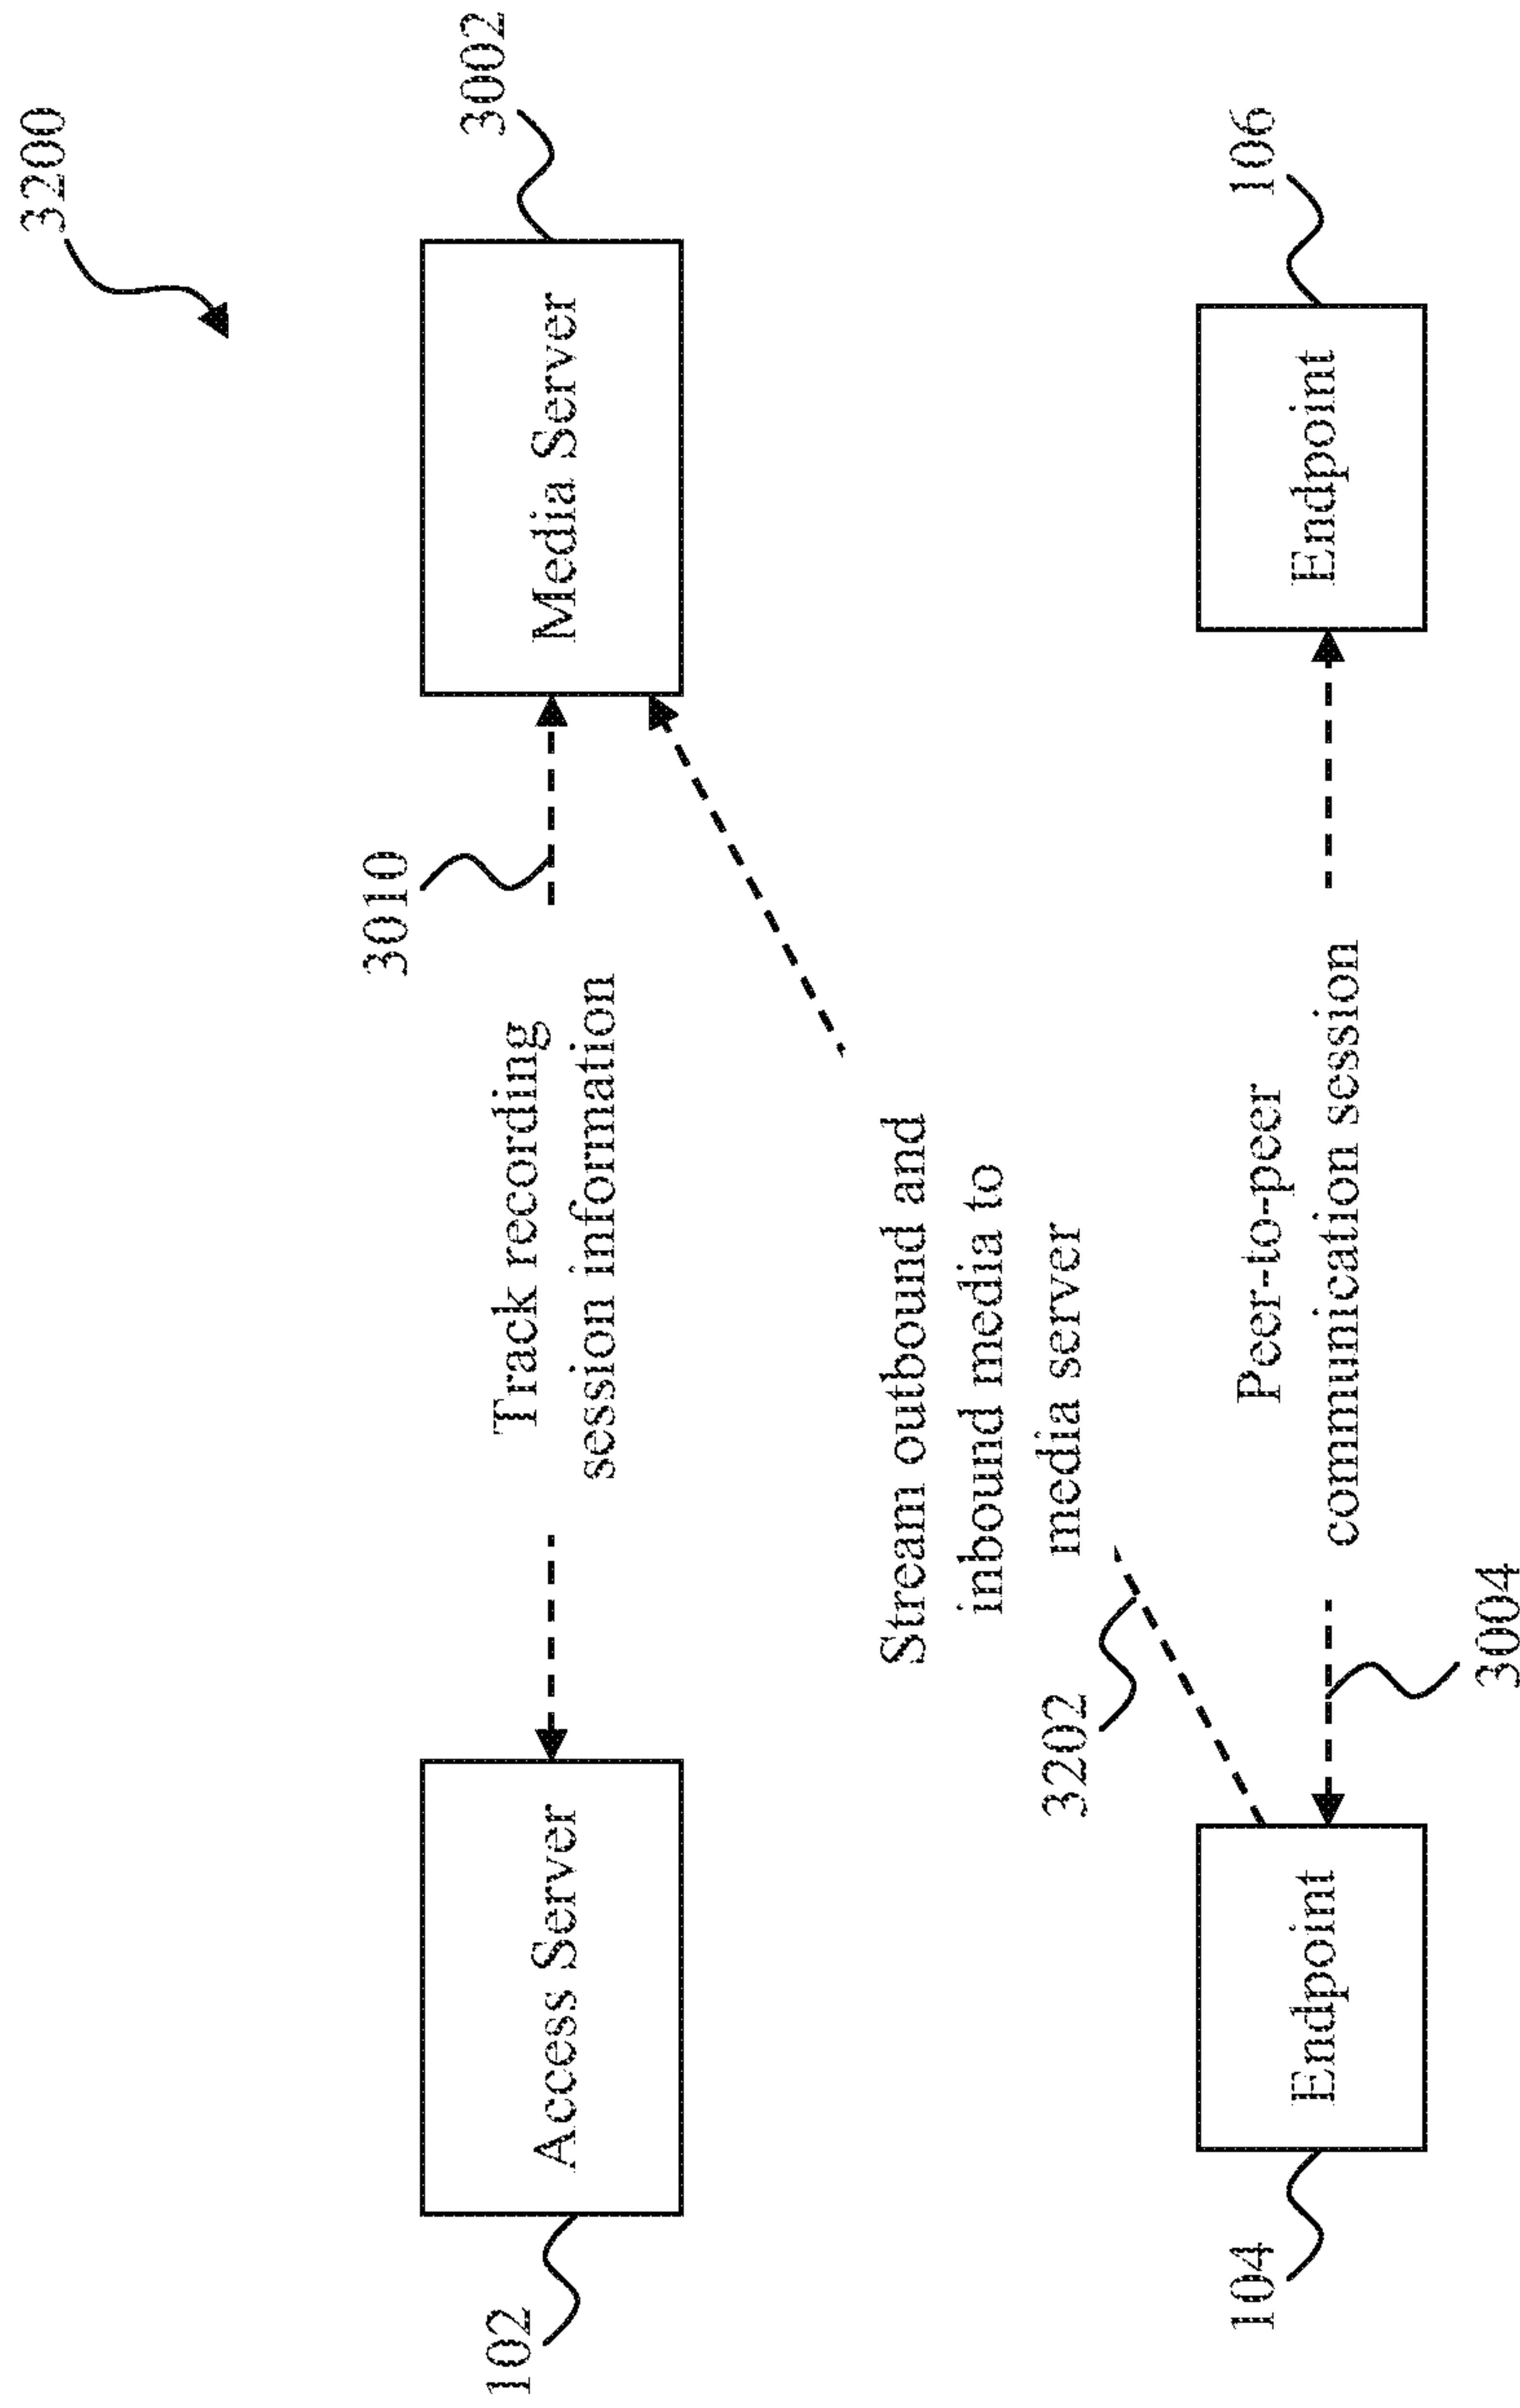 3200
3002
3010
102
Access Server
Track recording
session information
Media Server
Stream outbound and
inbound media to
media server
3202
106
104
Endpoint
Peer-to-peer
communication session
Endpoint
3004